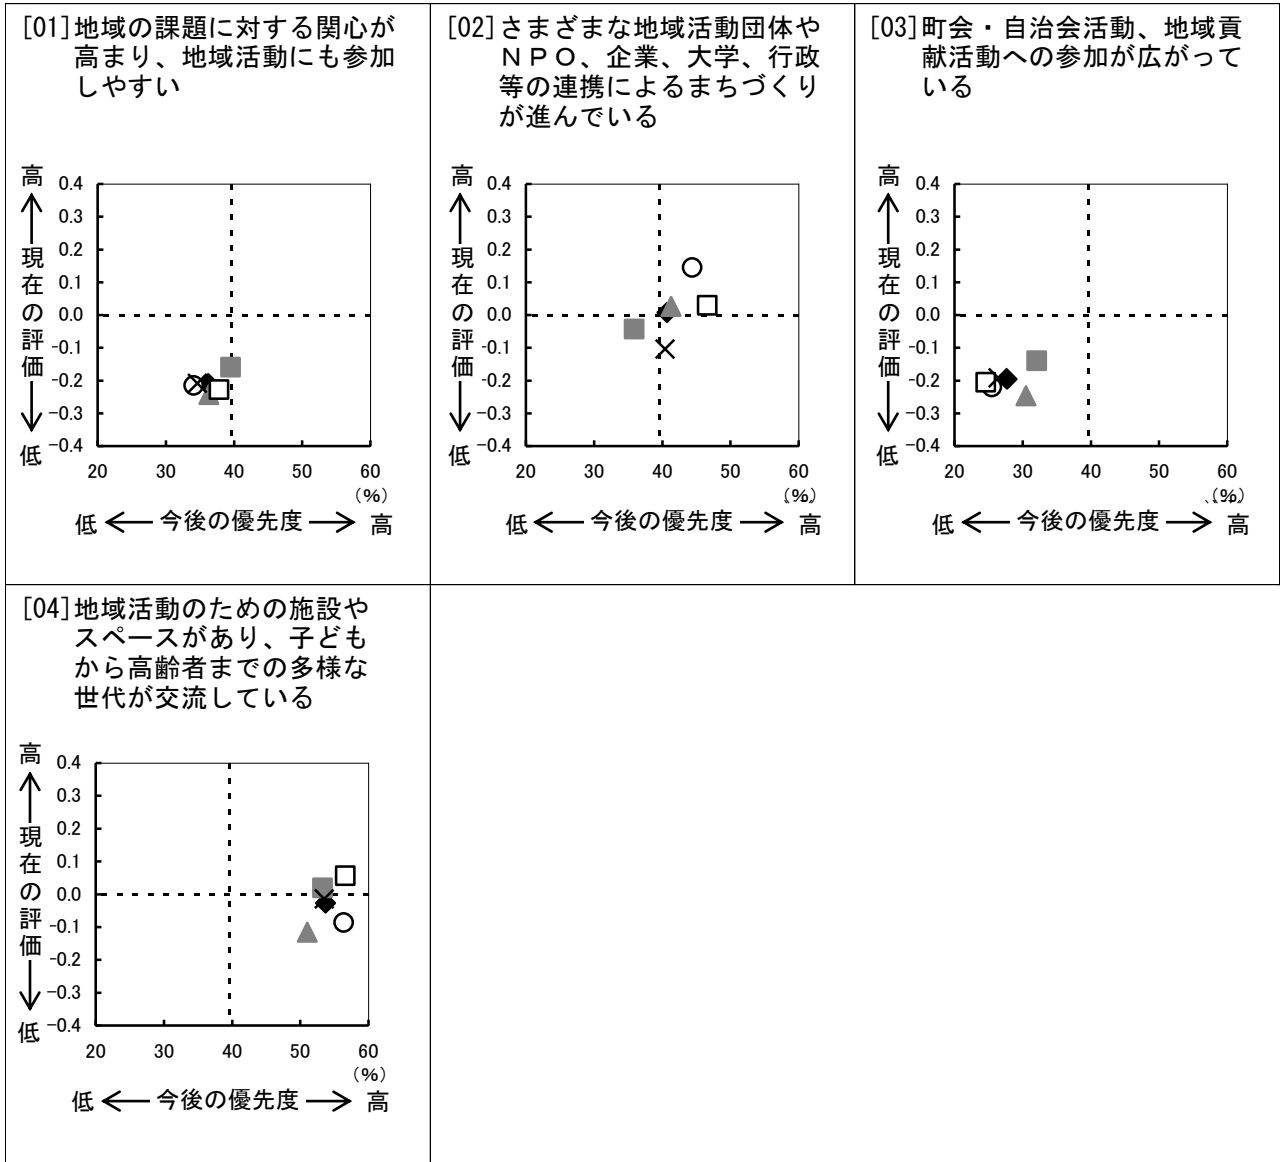 [01]地域の課題に対する関心が
高まり、地域活動にも参加
しやすい
高
現在の評価
低
0.4
0.3
0.2
0.1
0.0
-0.1
-0.2
-0.3
-0.4
20 30 40 50 60
(%)
低 ← 今後の優先度 → 高
[02]さまざまな地域活動団体や
ＮＰＯ、企業、大学、行政
等の連携によるまちづくり
が進んでいる
高
現在の評価
低
0.4
0.3
0.2
0.1
0.0
-0.1
-0.2
-0.3
-0.4
20 30 40 50 60
(%)
低 ← 今後の優先度 → 高
[03]町会・自治会活動、地域貢
献活動への参加が広がって
いる
高
現在の評価
低
0.4
0.3
0.2
0.1
0.0
-0.1
-0.2
-0.3
-0.4
20 30 40 50 60
(%)
低 ← 今後の優先度 → 高
[04]地域活動のための施設や
スペースがあり、子ども
から高齢者までの多様な
世代が交流している
高
現在の評価
低
0.4
0.3
0.2
0.1
0.0
-0.1
-0.2
-0.3
-0.4
20 30 40 50 60
(%)
低 ← 今後の優先度 → 高